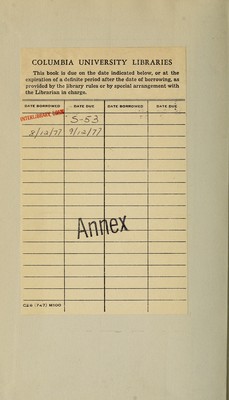 COLUMBIA UNIVERSITY LIBRARIES
This book is due on the date indicated below, or at the
expiration of a definite period after the date of borrowing, as
provided by the library rules or by special arrangement with
the Librarian in charge.
DATE BORROWED DATE DUE DATE BORROWED DATE DUE
INTERLIBRARY LOAN S-53
8/12/77 9/12/77
Annex
C28 (747) M100